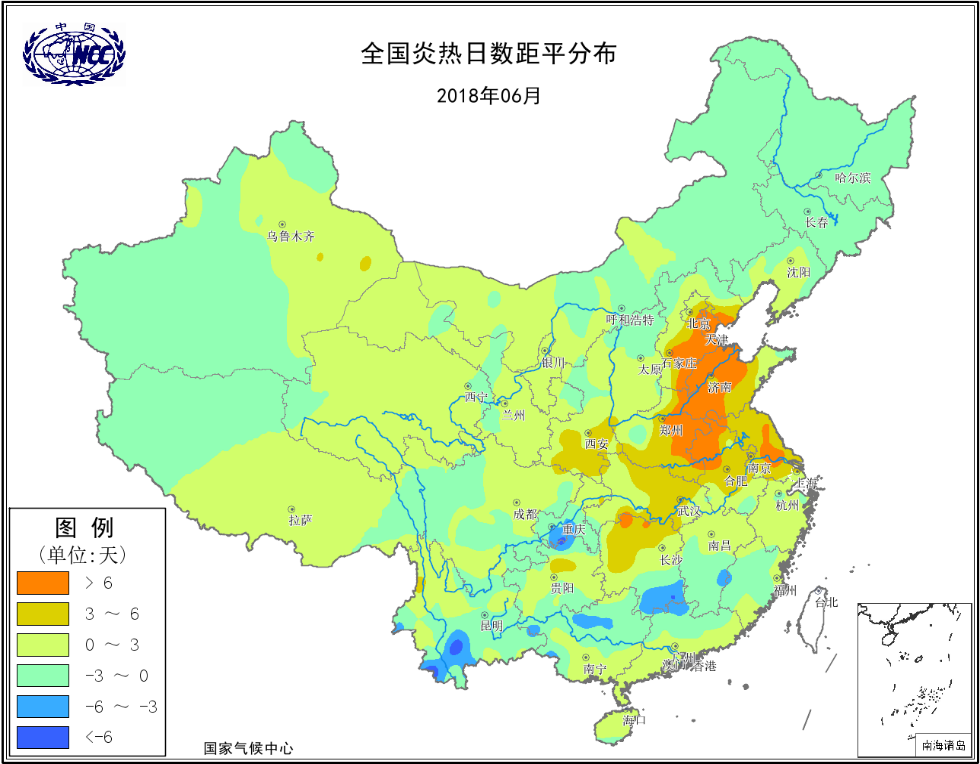 中 国
NCC
全国炎热日数距平分布
2018年06月
哈尔滨
长春
乌鲁木齐
沈阳
呼和浩特
北京
天津
银川
太原
石家庄
济南
西宁
兰州
郑州
西安
南京
合肥
上海
拉萨
成都
武汉
杭州
重庆
南昌
长沙
贵阳
福州
台北
昆明
广州
南宁
澳门
香港
海口
图 例
(单位:天)
> 6
3 ～ 6
0 ～ 3
-3 ～ 0
-6 ～ -3
<-6
国家气候中心
南海诸岛